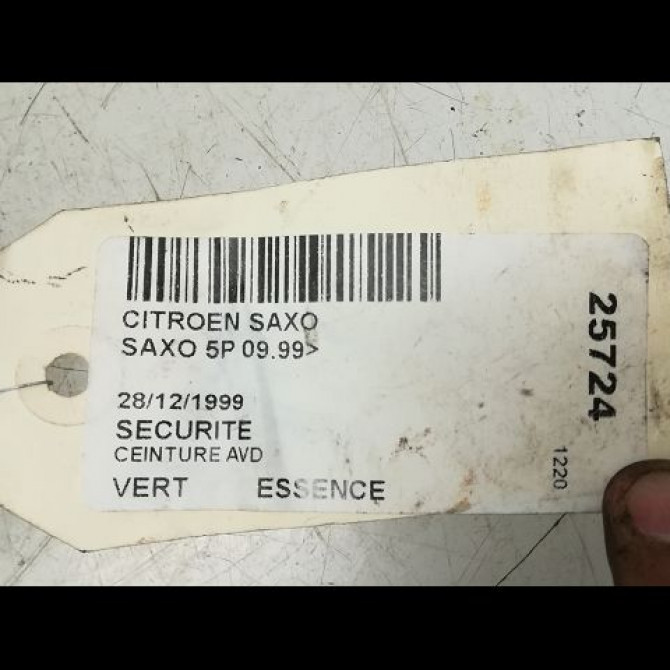 CITROEN SAXO
SAXO 5P 09.99>
28/12/1999
SECURITE
CEINTURE AVD
VERT ESSENCE
25724
1220